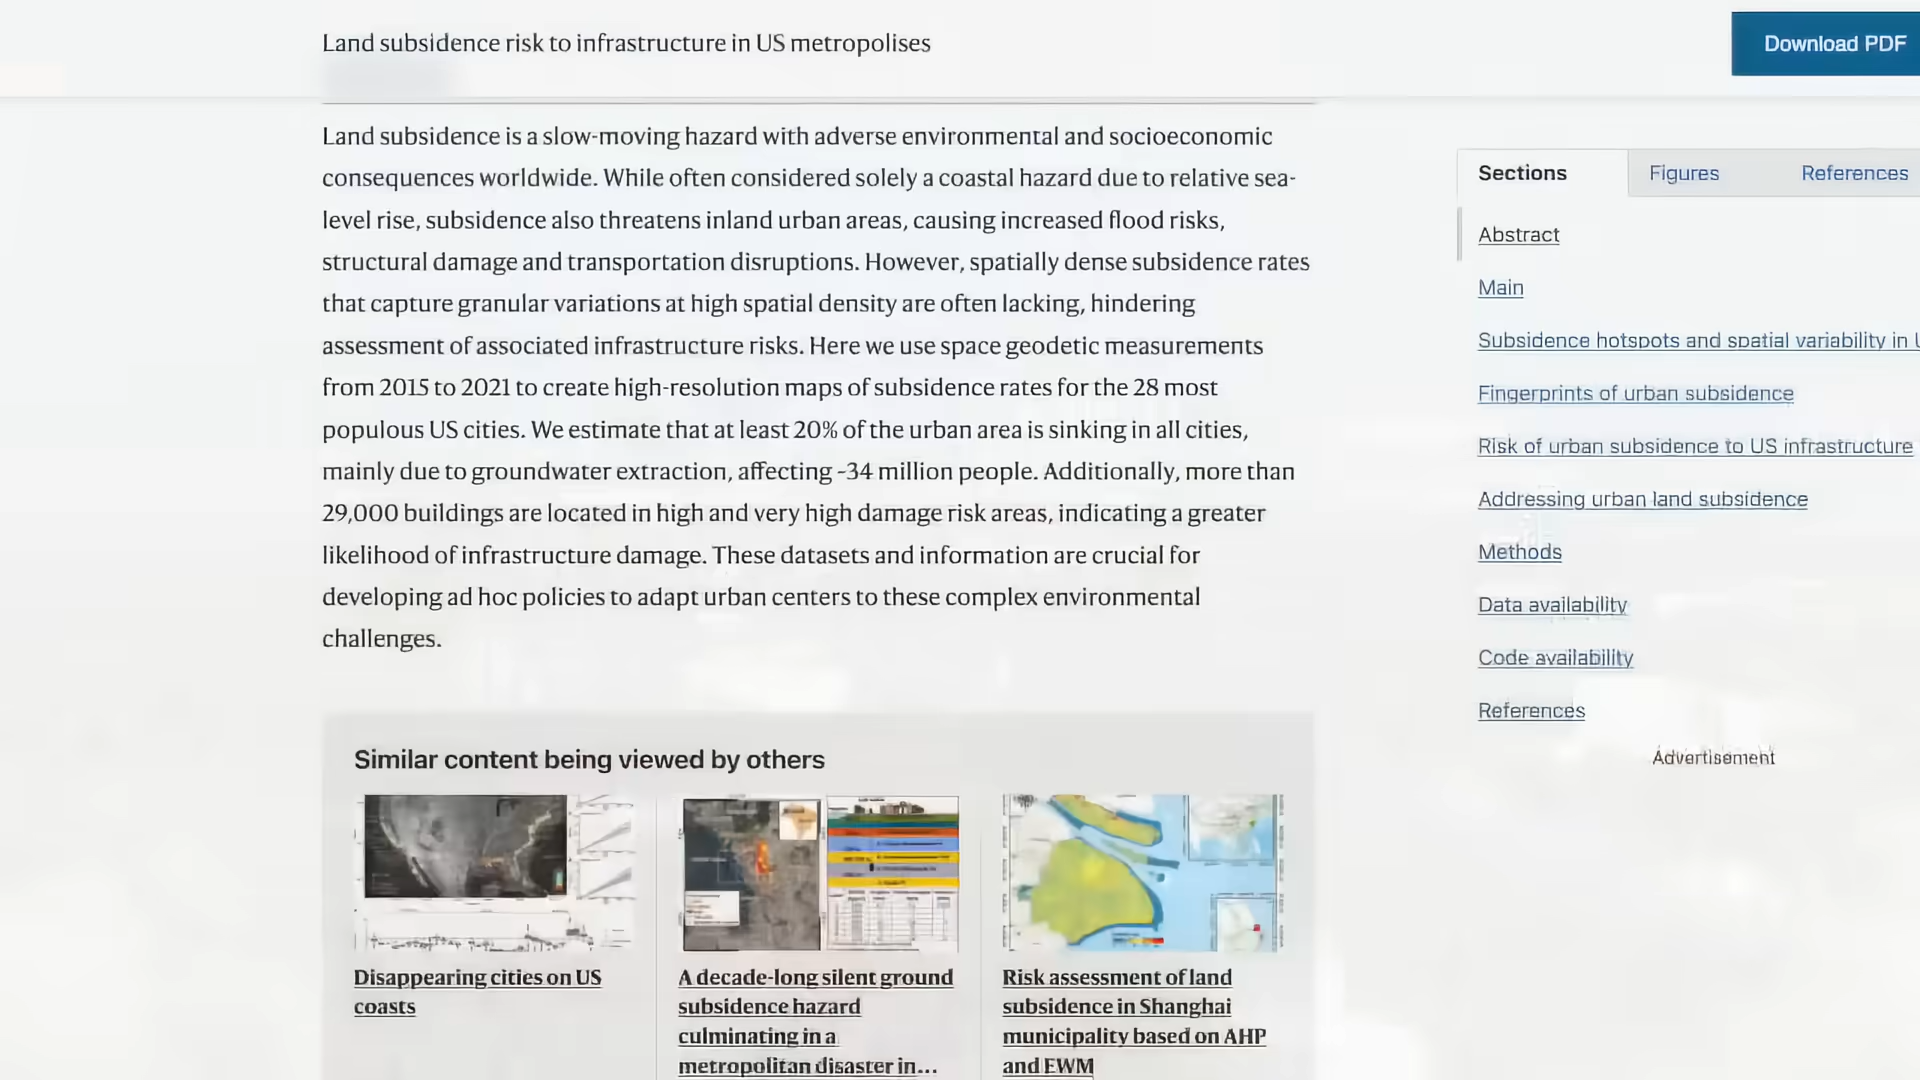 Land subsidence risk to infrastructure in US metropolises
Download PDF
Land subsidence is a slow-moving hazard with adverse environmental and socioeconomic
consequences worldwide. While often considered solely a coastal hazard due to relative sea-
level rise, subsidence also threatens inland urban areas, causing increased flood risks,
structural damage and transportation disruptions. However, spatially dense subsidence rates
that capture granular variations at high spatial density are often lacking, hindering
assessment of associated infrastructure risks. Here we use space geodetic measurements
from 2015 to 2021 to create high-resolution maps of subsidence rates for the 28 most
populous US cities. We estimate that at least 20% of the urban area is sinking in all cities,
mainly due to groundwater extraction, affecting ~34 million people. Additionally, more than
29,000 buildings are located in high and very high damage risk areas, indicating a greater
likelihood of infrastructure damage. These datasets and information are crucial for
developing ad hoc policies to adapt urban centers to these complex environmental
challenges.
Sections Figures References
Abstract
Main
Subsidence hotspots and spatial variability in
Fingerprints of urban subsidence
Risk of urban subsidence to US infrastructure
Addressing urban land subsidence
Methods
Data availability
Code availability
References
Advertisement
Similar content being viewed by others
Disappearing cities on US
coasts
A decade-long silent ground
subsidence hazard
culminating in a
metropolitan disaster in...
Risk assessment of land
subsidence in Shanghai
municipality based on AHP
and EWM